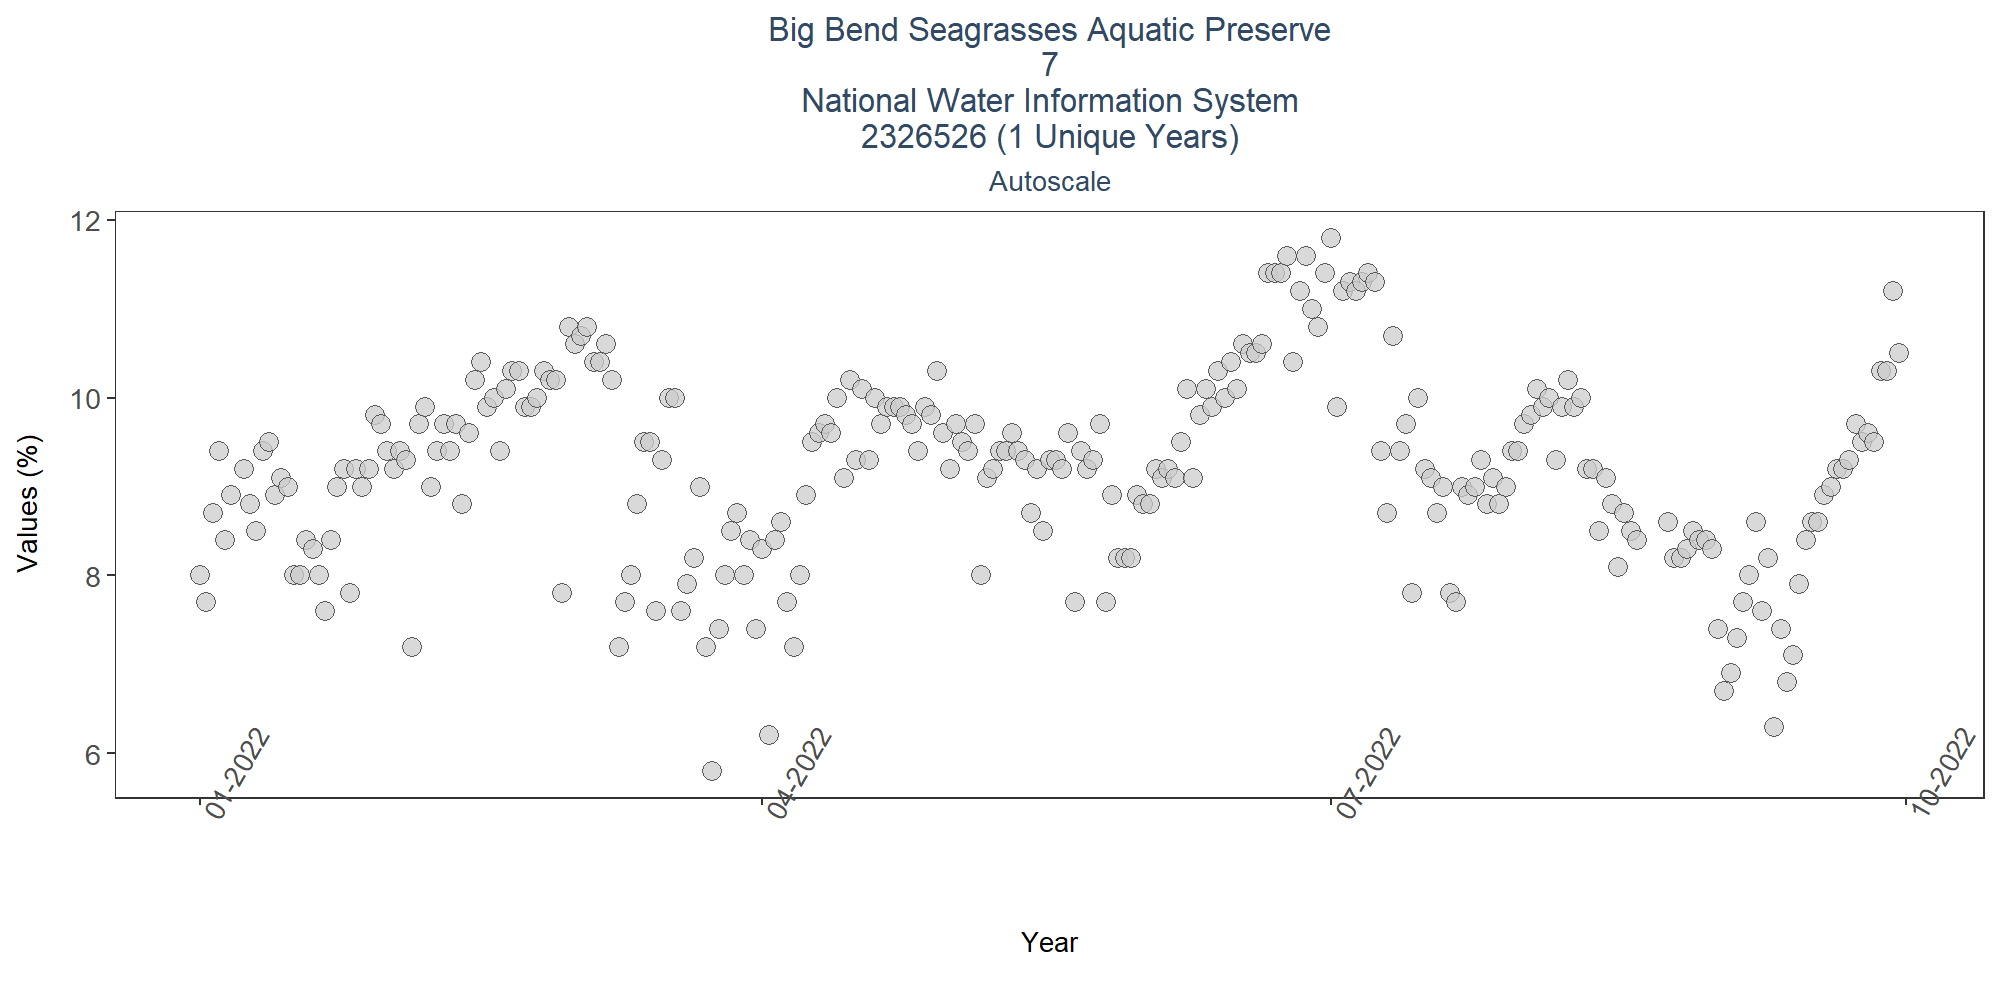 Big Bend Seagrasses Aquatic Preserve
7
National Water Information System
2326526 (1 Unique Years)
Autoscale
12
10
8
6
Values (%)
01-2022
04-2022
07-2022
10-2022
Year